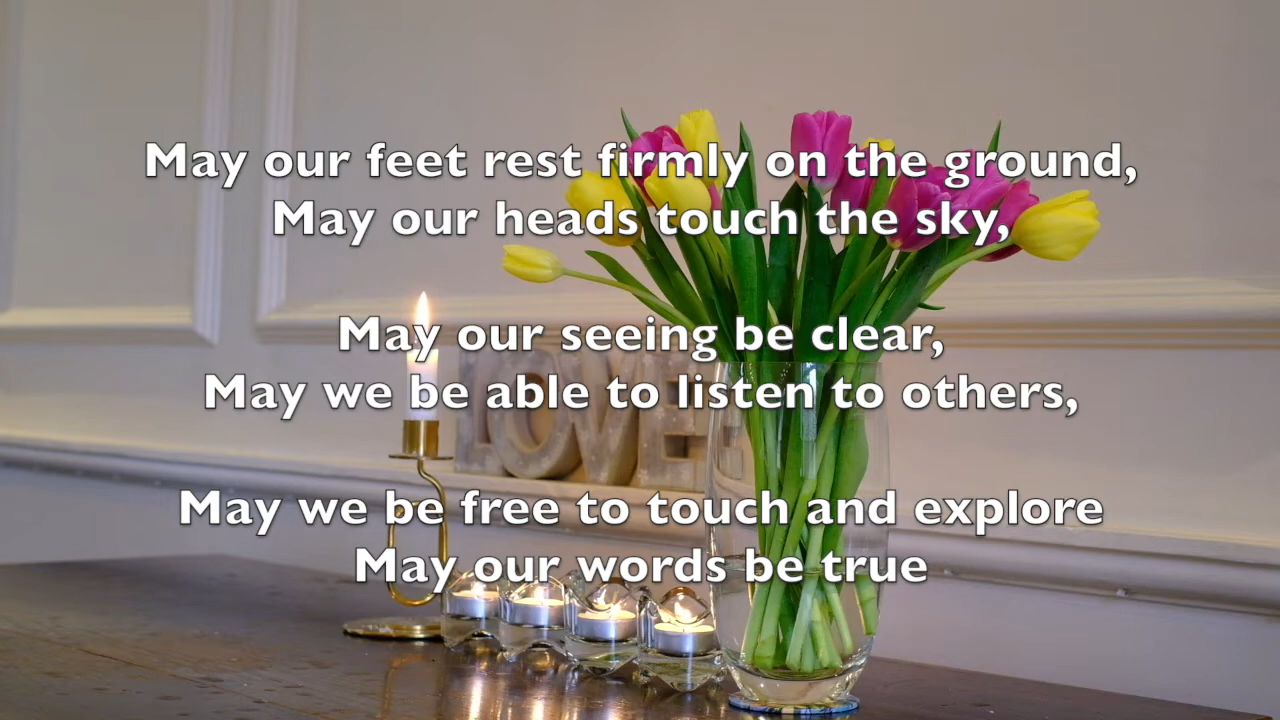 May our feet rest firmly on the ground,
May our heads touch the sky,
May our seeing be clear,
May we be able to listen to others,
May we be free to touch and explore
May our words be true
LOVE